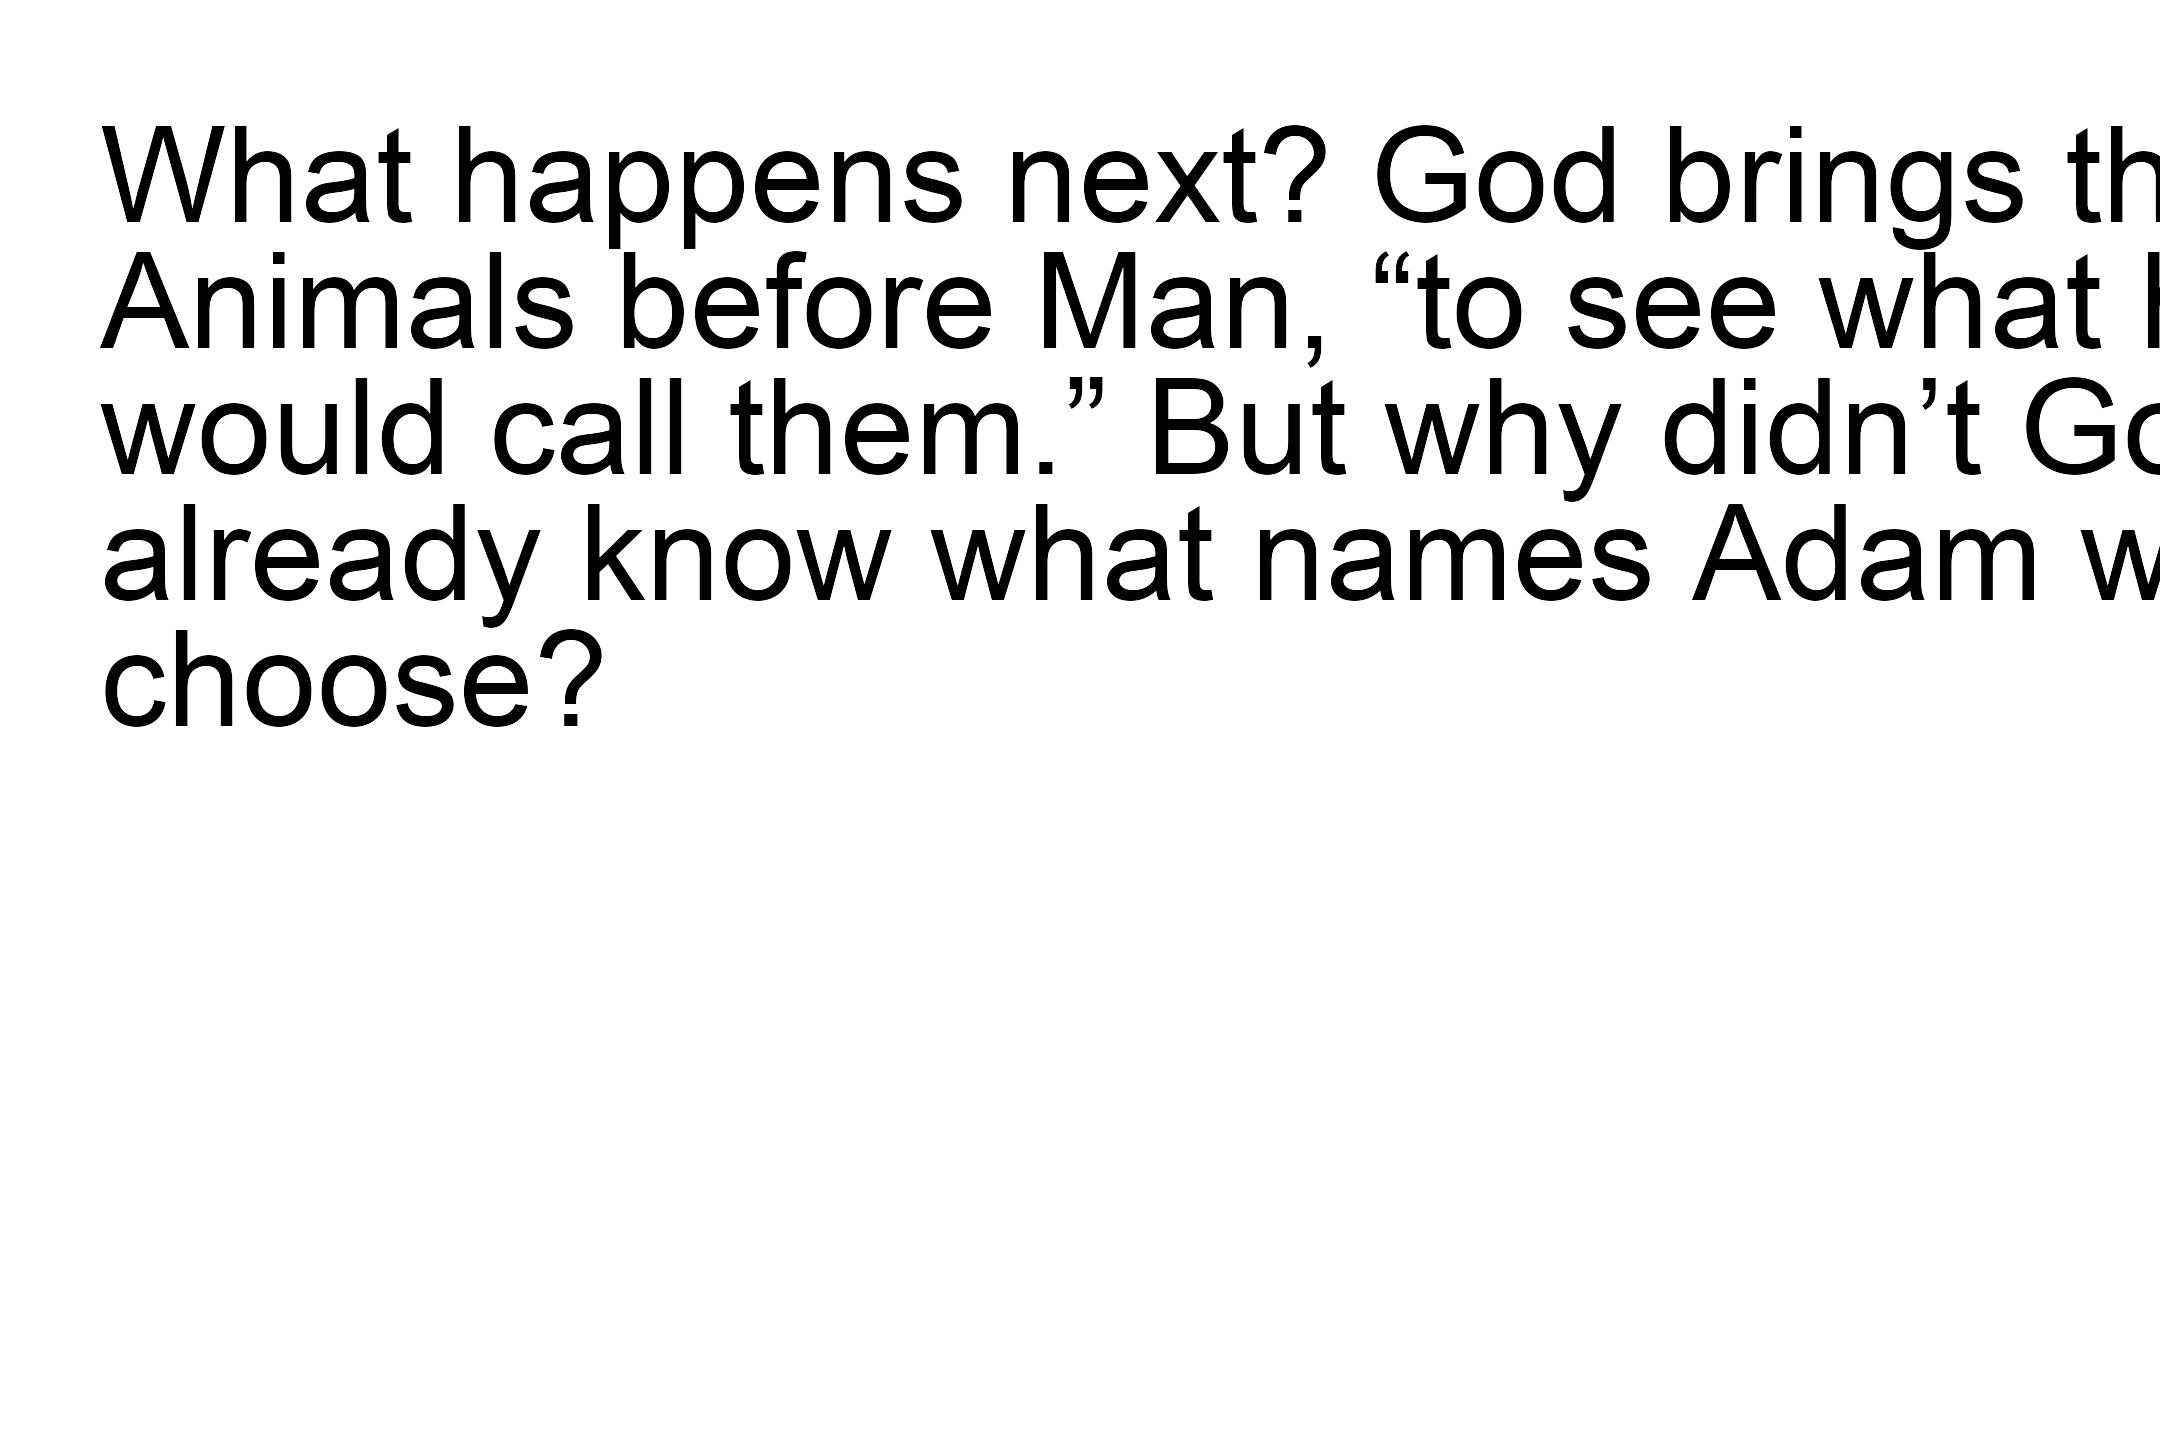 What happens next? God brings
Animals before Man, “to see what
would call them.” But why didn’t
already know what names Adam
choose?